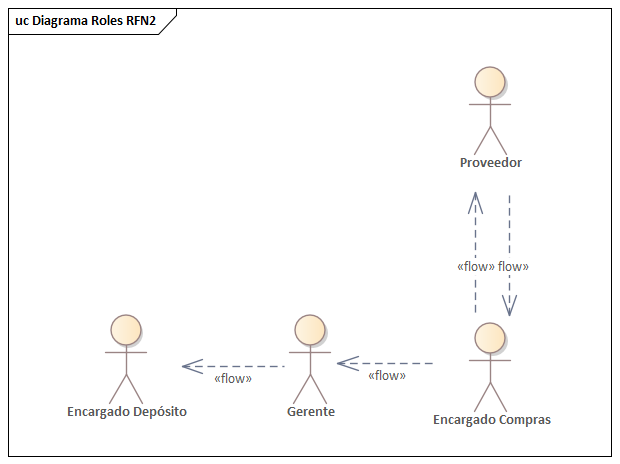 uc Diagrama Roles RFN2
Proveedor
«flow» flow»
«flow»
«flow»
Encargado Depósito
Gerente
Encargado Compras